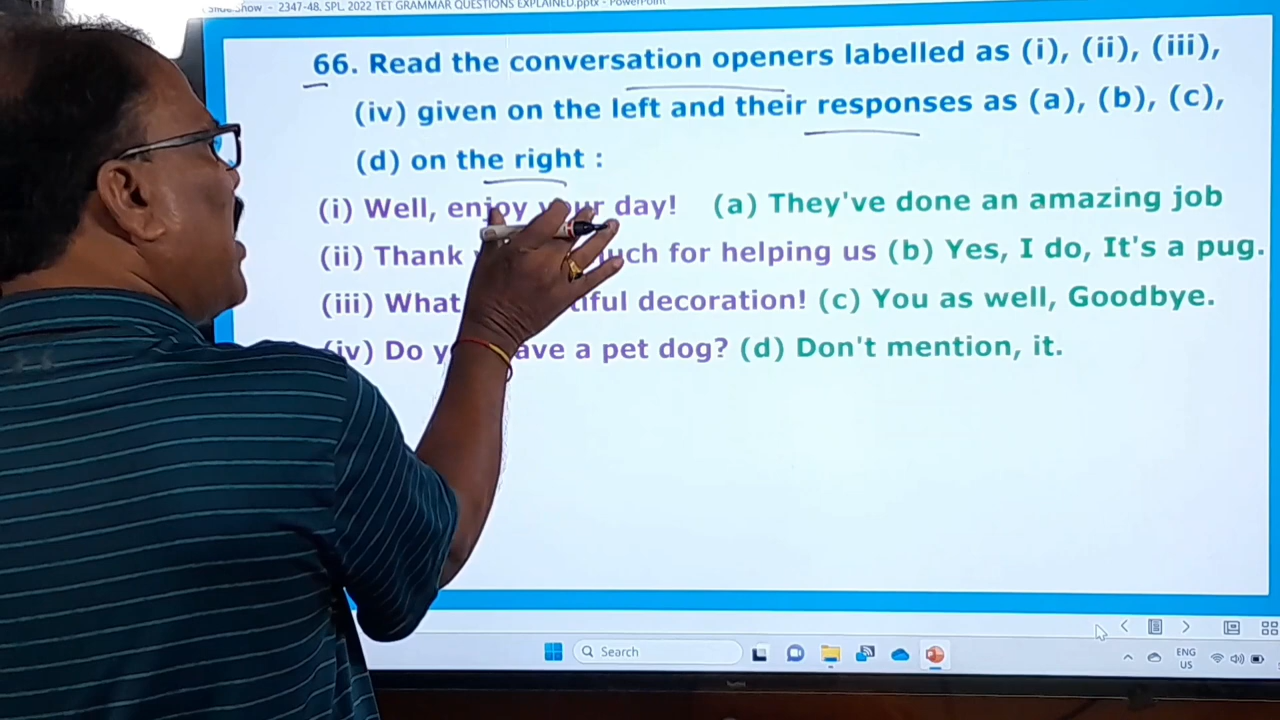 Show - 2347-48. SPL. 2022 TET GRAMMAR QUESTIONS EXPLAINED.pptx - PowerPoint
66. Read the conversation openers labelled as (i), (ii), (iii),
(iv) given on the left and their responses as (a), (b), (c),
(d) on the right :
(i) Well, enjoy your day! (a) They've done an amazing job
(ii) Thank much for helping us (b) Yes, I do, It's a pug.
(iii) What decoration! (c) You as well, Goodbye.
(iv) Do have a pet dog? (d) Don't mention, it.
Search
ENG
US